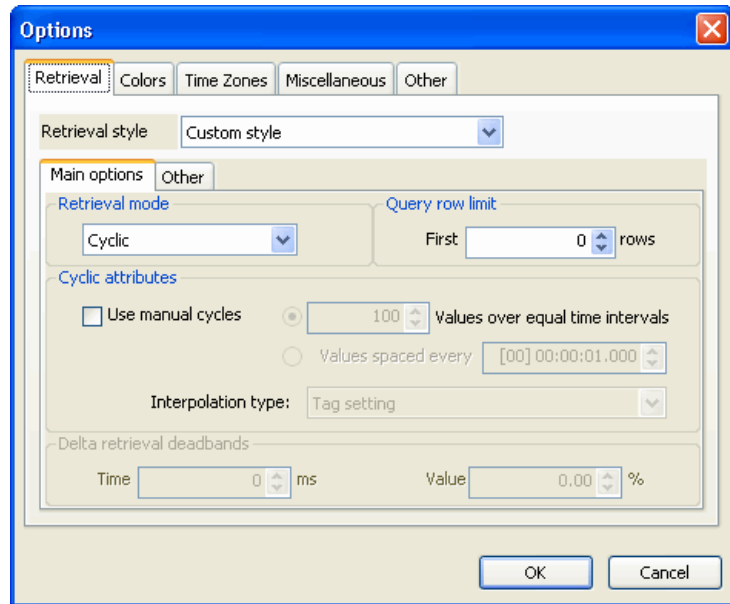 Options
Retrieval Colors Time Zones Miscellaneous Other
Retrieval style Custom style
Main options Other
Retrieval mode Query row limit
Cyclic First 0 rows
Cyclic attributes
Use manual cycles 100 Values over equal time intervals
Values spaced every [00] 00:00:01.000
Interpolation type: Tag setting
Delta retrieval deadbands
Time 0 ms Value 0.00 %
OK Cancel